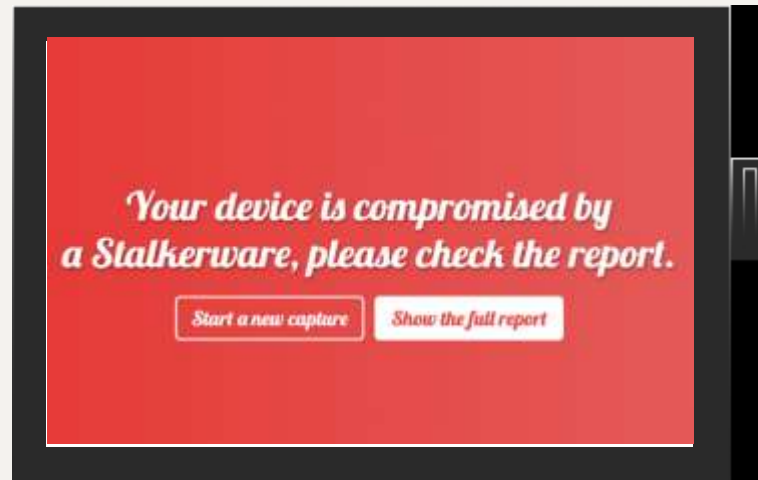 Your device is compromised by
a Stalkerware, please check the report.
Start a new capture
Show the full report